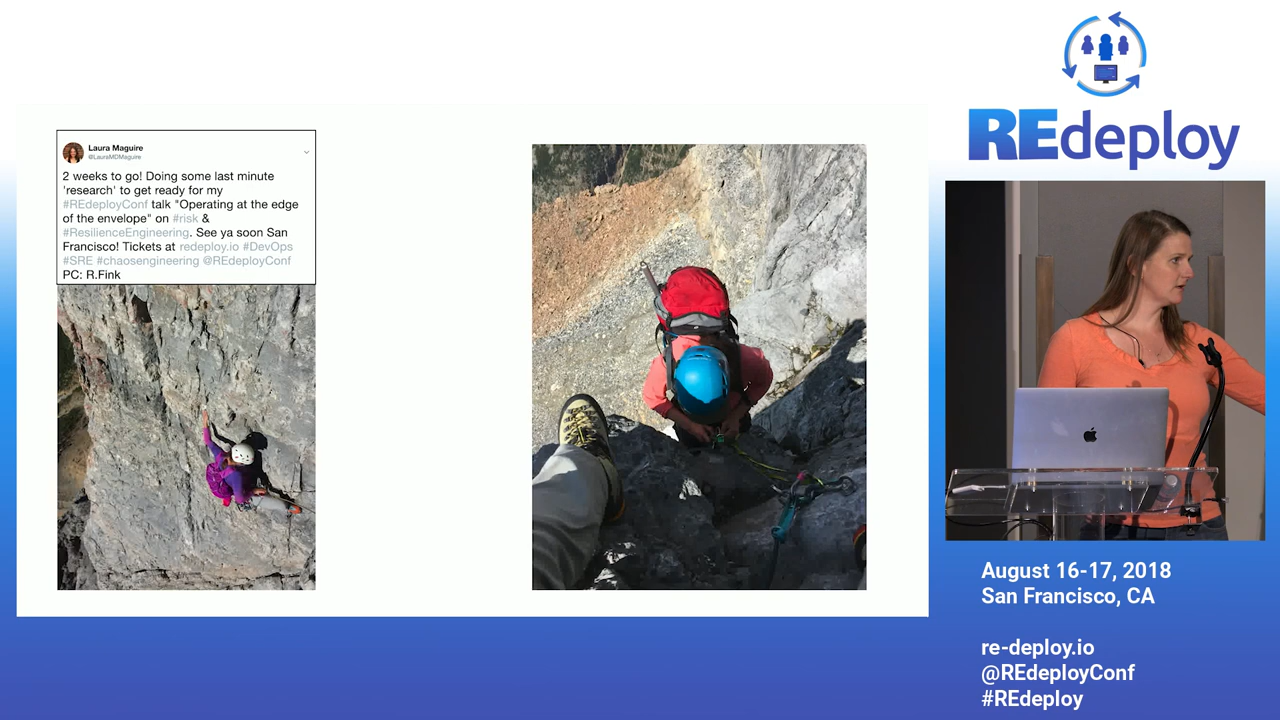 Laura Maguire
@LauraMDMaguire
2 weeks to go! Doing some last minute
'research' to get ready for my
#REdeployConf talk "Operating at the edge
of the envelope" on #risk &
#ResilienceEngineering. See ya soon San
Francisco! Tickets at redeploy.io #DevOps
#SRE #chaosengineering @REdeployConf
PC: R.Fink
REdeploy
August 16-17, 2018
San Francisco, CA
re-deploy.io
@REdeployConf
#REdeploy